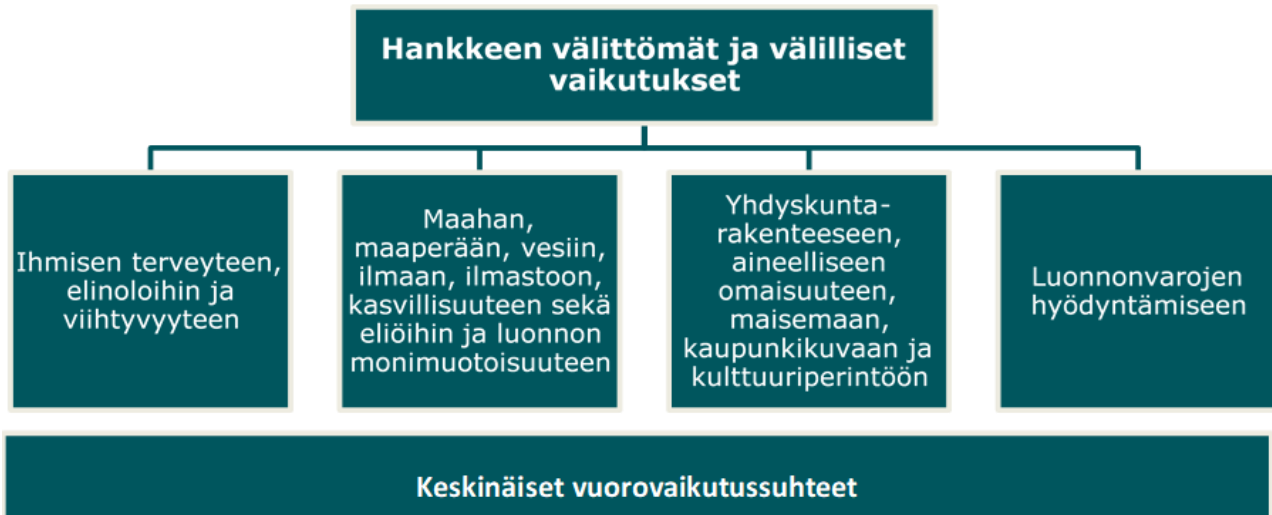 Hankkeen välittömät ja välilliset
vaikutukset
Ihmisen terveyteen,
elinoloihin ja
viihtyvyyteen
Maahan,
maaperään, vesiin,
ilmaan, ilmastoon,
kasvillisuuteen sekä
eliöihin ja luonnon
monimuotoisuuteen
Yhdyskunta-
rakenteeseen,
aineelliseen
omaisuuteen,
maisemaan,
kaupunkikuvaan ja
kulttuuriperintöön
Luonnonvarojen
hyödyntämiseen
Keskinäiset vuorovaikutussuhteet